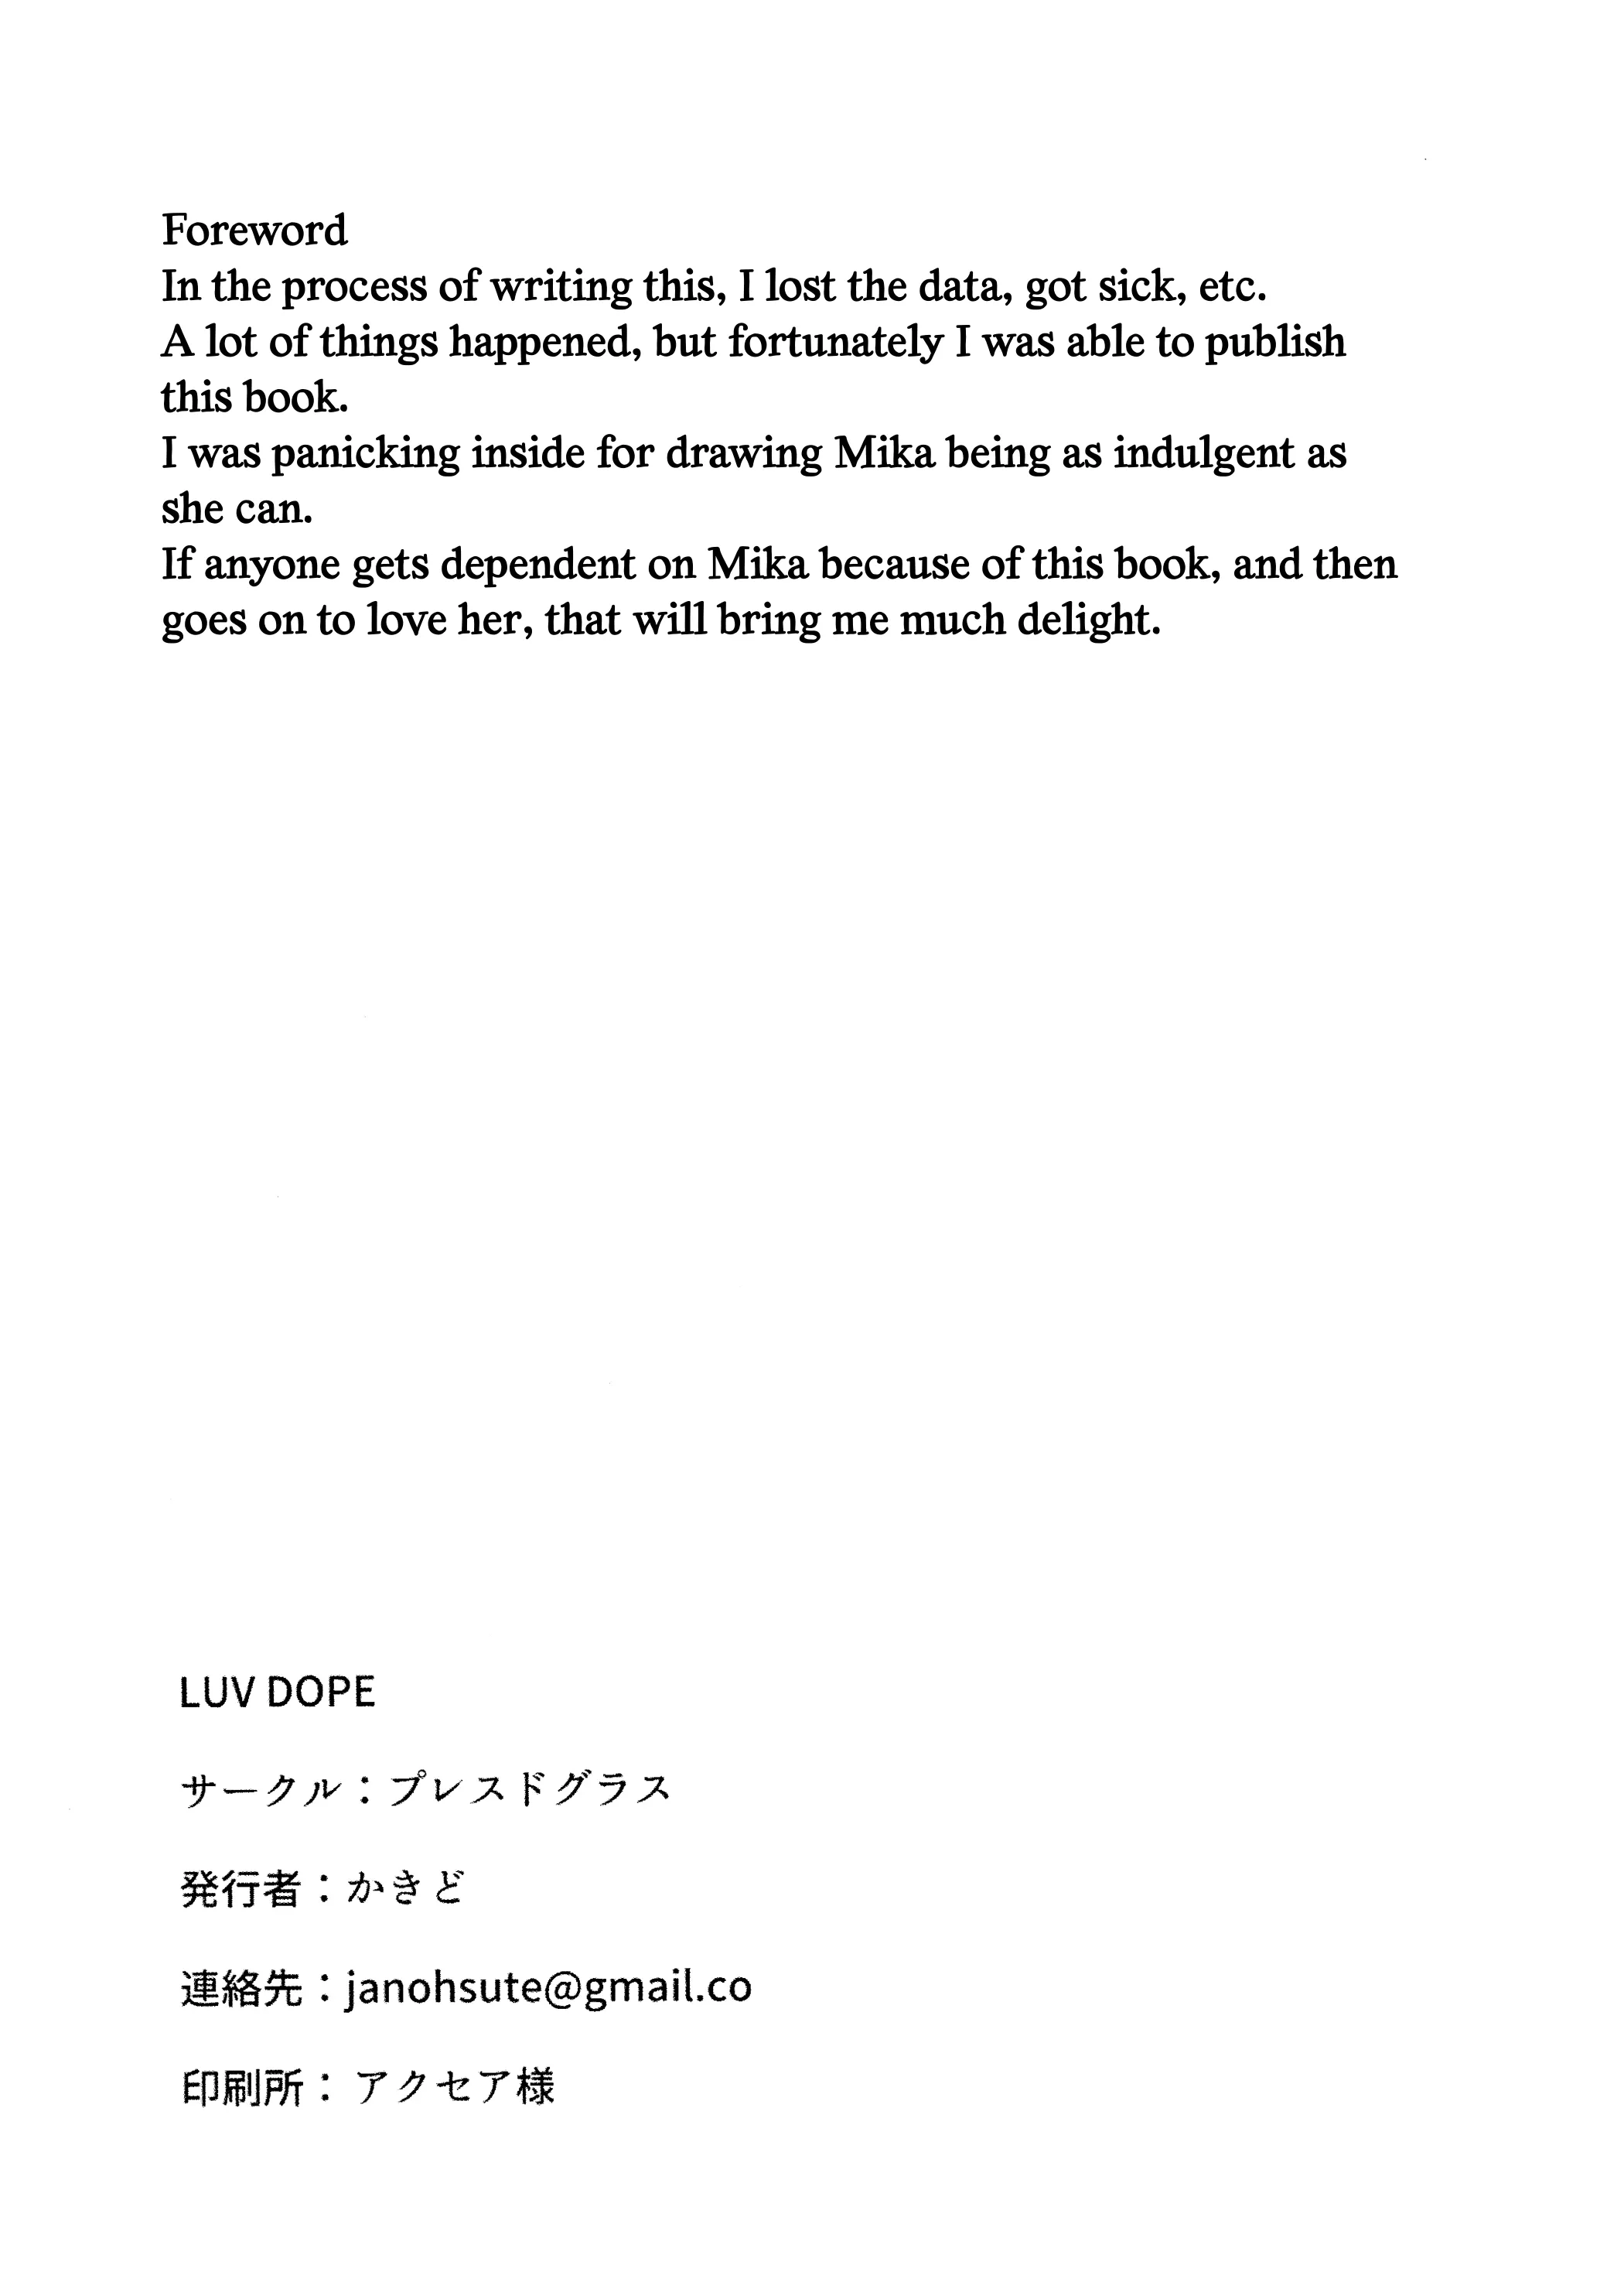 Foreword
In the process of writing this, I lost the data, got sick, etc.
A lot of things happened, but fortunately I was able to publish
this book.
I was panicking inside for drawing Mika being as indulgent as
she can.
If anyone gets dependent on Mika because of this book, and then
goes on to love her, that will bring me much delight.
LUV DOPE
サークル：プレスドグラス
発行者：かきど
連絡先：janohsute@gmail.co
印刷所：アクセア様